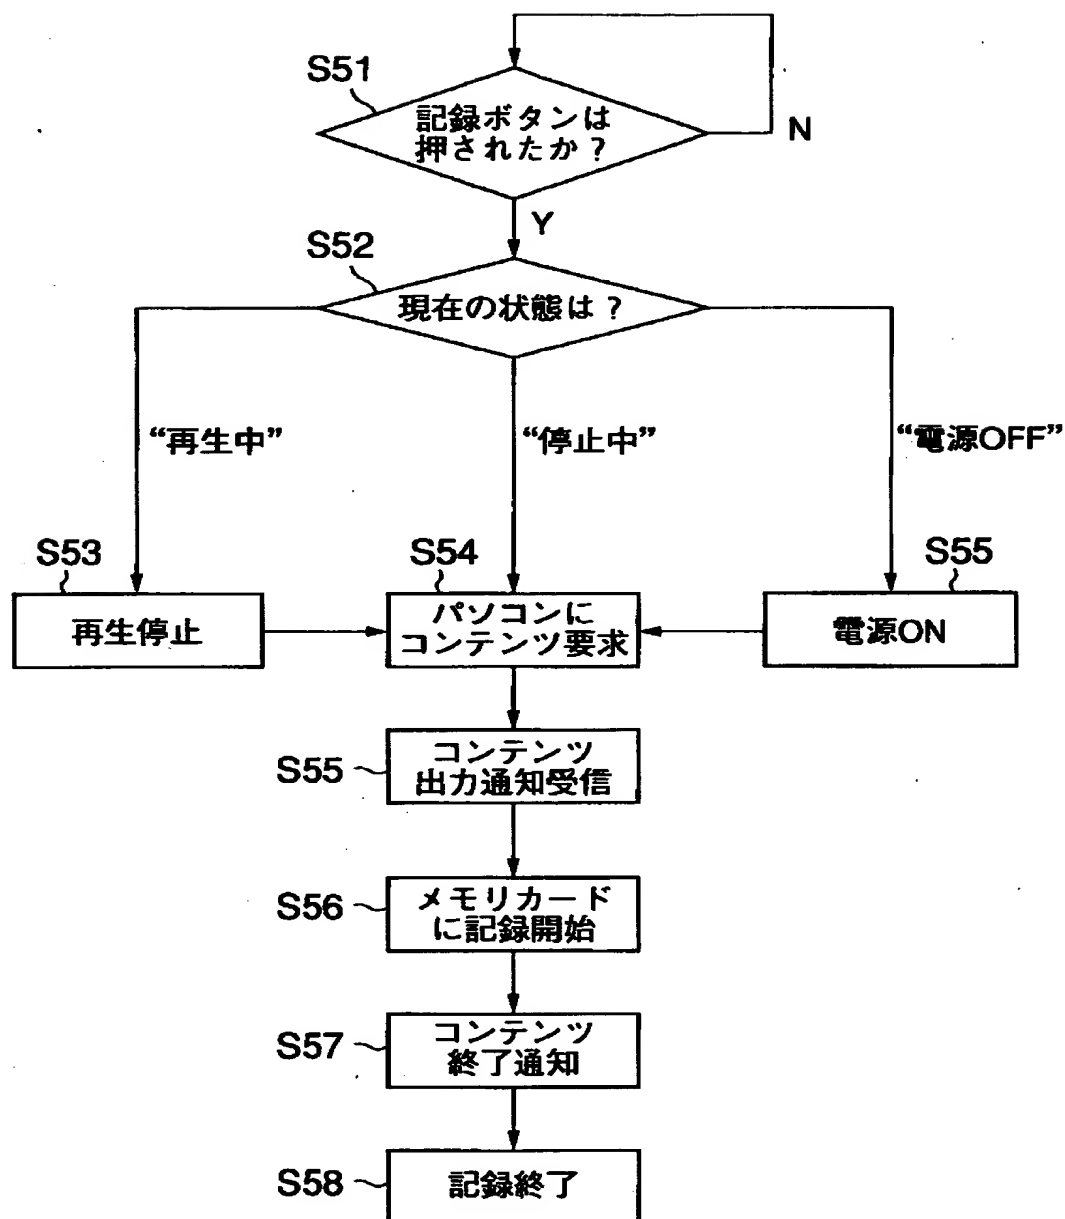 S51
記録ボタンは
押されたか？
N
Y
S52
現在の状態は？
“再生中”
“停止中”
“電源OFF”
S53
再生停止
S54
パソコンに
コンテンツ要求
S55
電源ON
S55
コンテンツ
出力通知受信
S56
メモリカード
に記録開始
S57
コンテンツ
終了通知
S58
記録終了